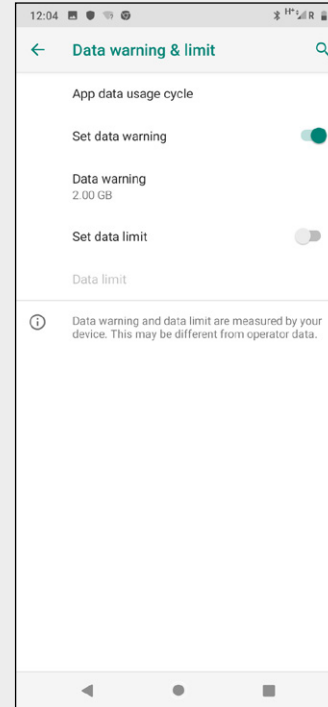 12:04
H+
R
Data warning & limit
App data usage cycle
Set data warning
Data warning
2.00 GB
Set data limit
Data limit
Data warning and data limit are measured by your
device. This may be different from operator data.